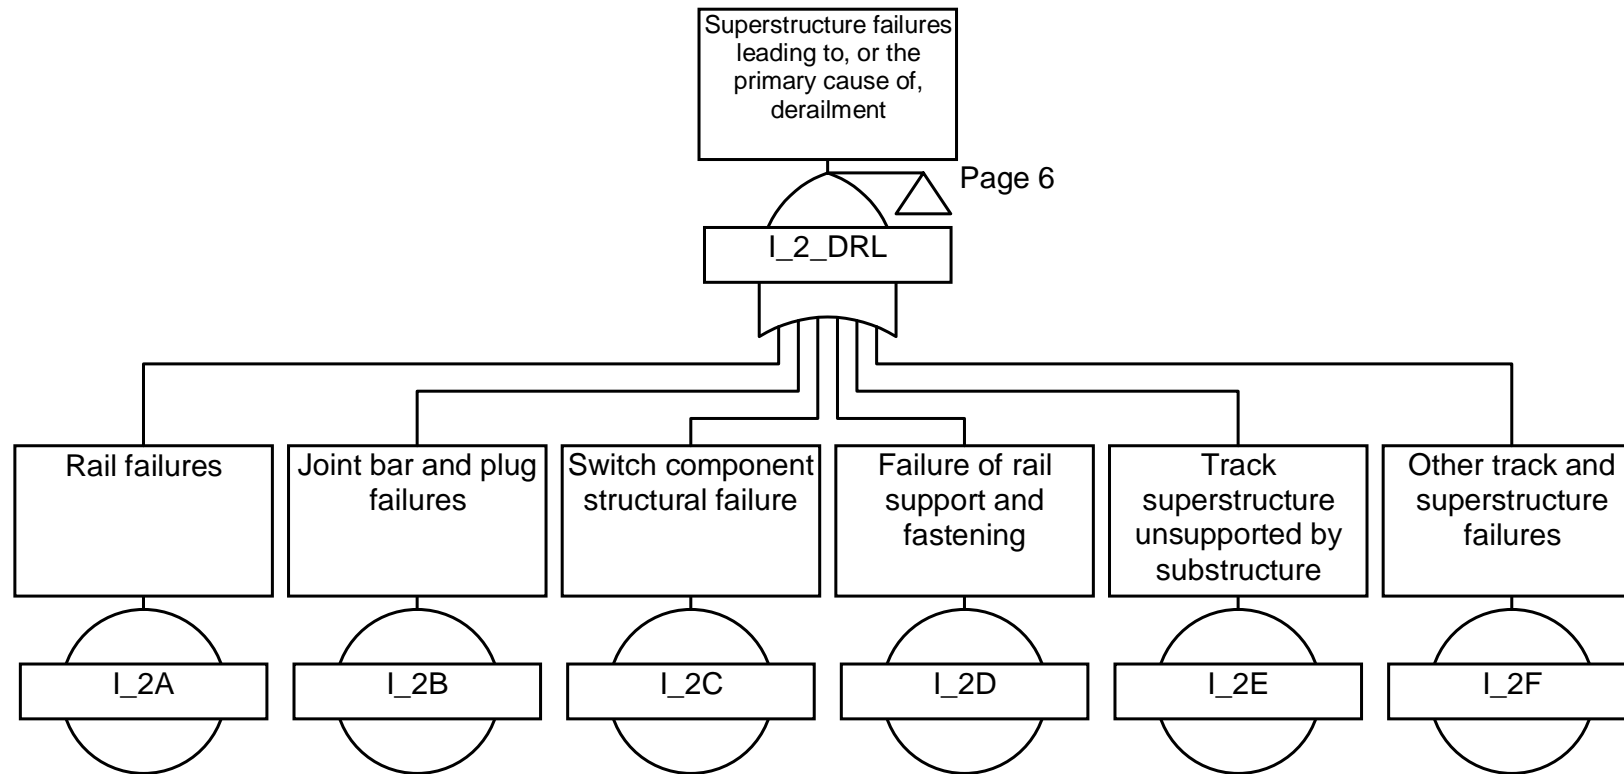 Superstructure failures
leading to, or the
primary cause of,
derailment
Page 6
I_2_DRL
Rail failures
Joint bar and plug
failures
Switch component
structural failure
Failure of rail
support and
fastening
Track
superstructure
unsupported by
substructure
Other track and
superstructure
failures
I_2A
I_2B
I_2C
I_2D
I_2E
I_2F